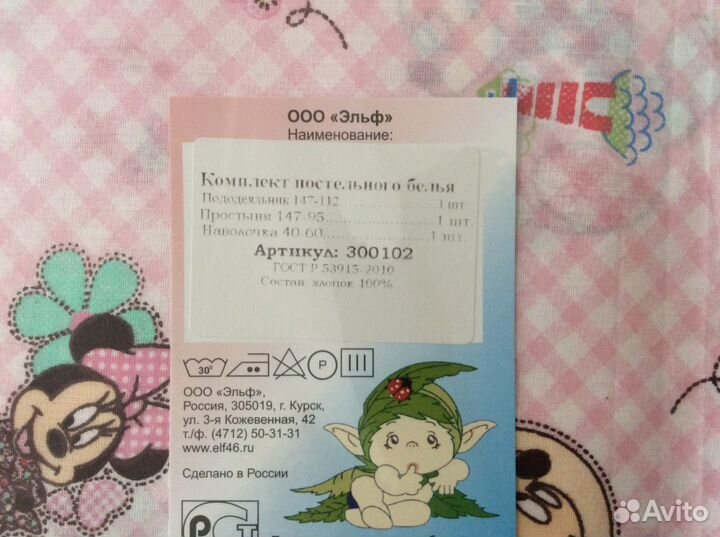 ООО «Эльф»
Наименование:
Комплект постельного белья
Пододеяльник 147-112.....................1 шт.
Простыня 147-95.....................1 шт.
Наволочка 40-60.....................1 шт.
Артикул: 300102
ГОСТ Р 53915-2010
Состав: хлопок 100%
30°
P
ООО «Эльф»,
Россия, 305019, г. Курск,
ул. 3-я Кожевенная, 42
т./ф. (4712) 50-31-31
www.elf46.ru
Сделано в России
РСТ
Avito